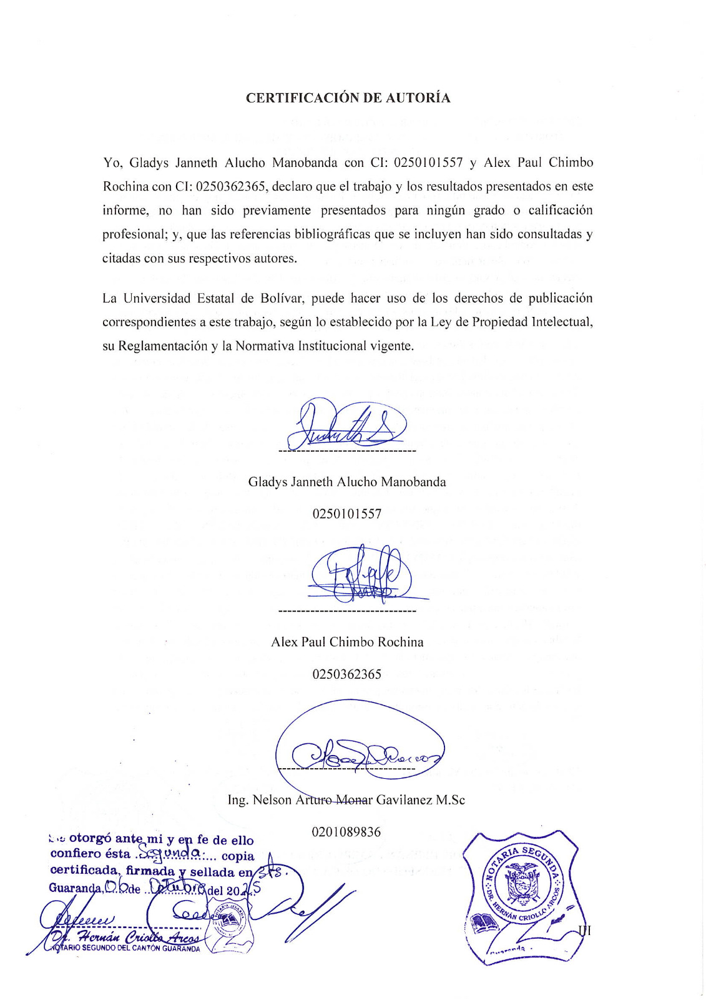 CERTIFICACIÓN DE AUTORÍA
Yo, Gladys Janneth Alucho Manobanda con CI: 0250101557 y Alex Paul Chimbo
Rochina con CI: 0250362365, declaro que el trabajo y los resultados presentados en este
informe, no han sido previamente presentados para ningún grado o calificación
profesional; y, que las referencias bibliográficas que se incluyen han sido consultadas y
citadas con sus respectivos autores.
La Universidad Estatal de Bolívar, puede hacer uso de los derechos de publicación
correspondientes a este trabajo, según lo establecido por la Ley de Propiedad Intelectual,
su Reglamentación y la Normativa Institucional vigente.
Gladys Janneth Alucho Manobanda
0250101557
Alex Paul Chimbo Rochina
0250362365
Ing. Nelson Arturo Monar Gavilanez M.Sc
0201089836
otorgó ante mi y en fe de ello
confiero ésta Segunda copia
certificada, firmada y sellada en 3fs.
Guaranda, 06 de Octubre del 2025
Dr. Hernán Criollo Arcos
NOTARIO SEGUNDO DEL CANTÓN GUARANDA
NOTARIA SEGUNDA
DR. HERNÁN CRIOLLO ARCOS
Guaranda
III